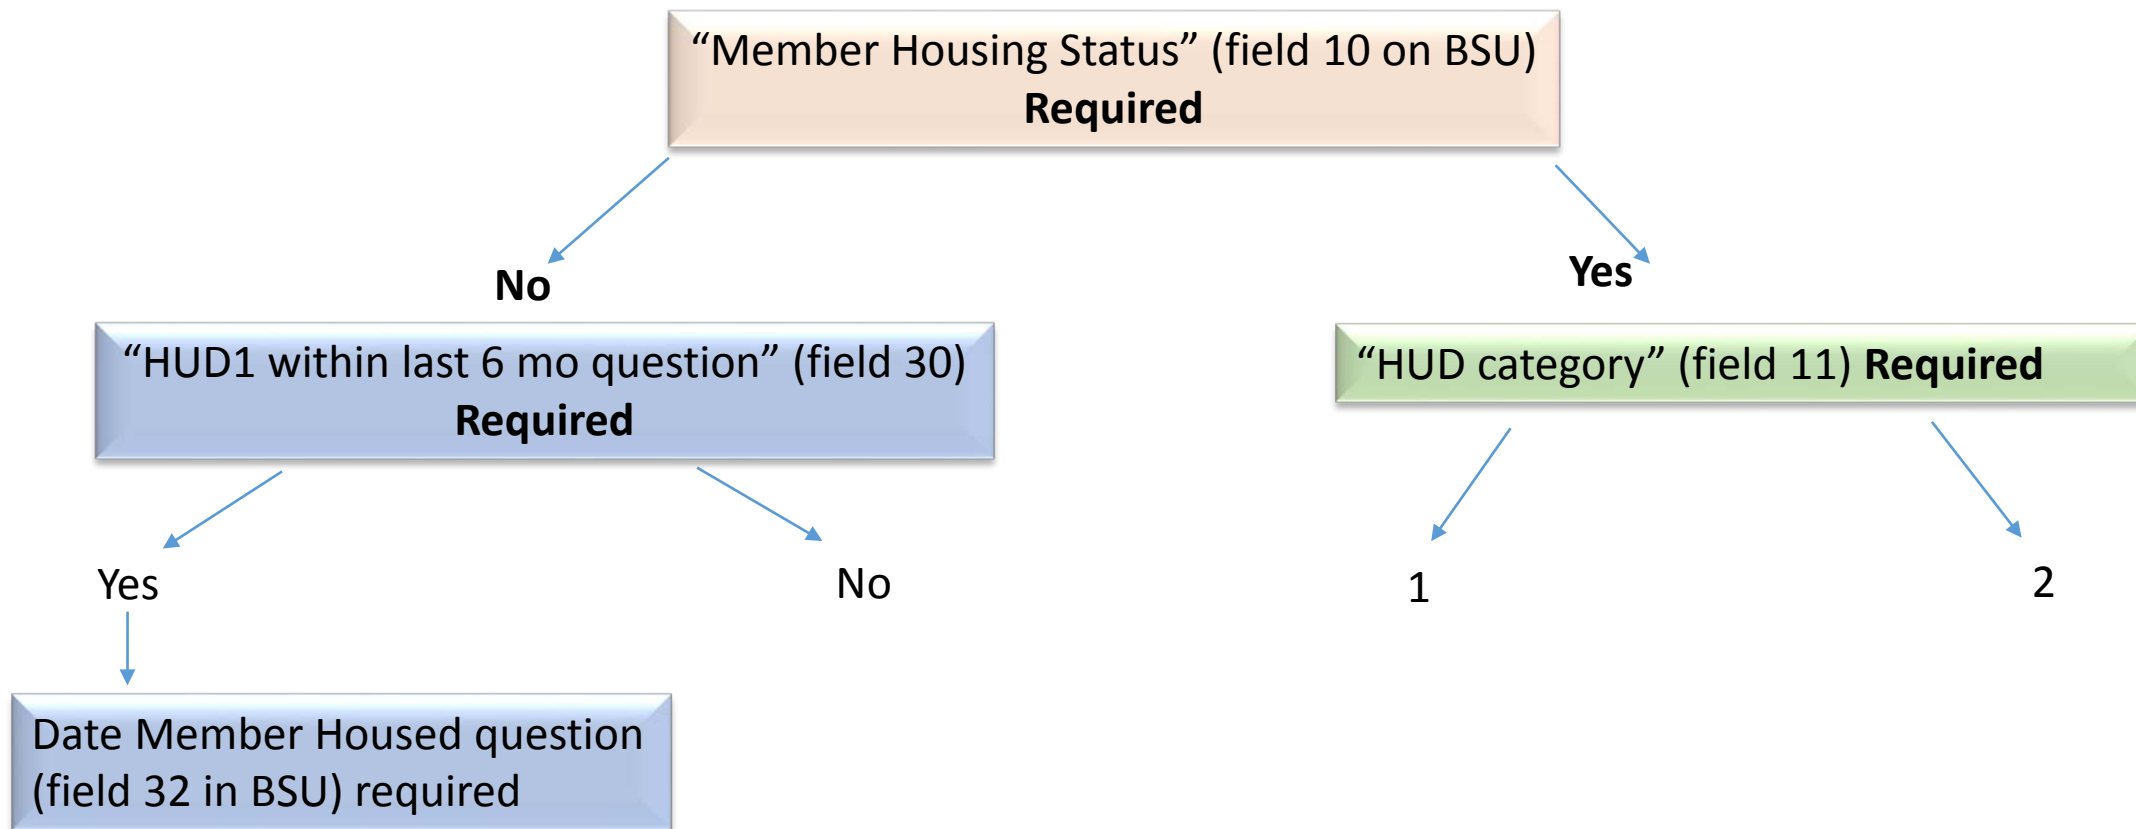 “Member Housing Status” (field 10 on BSU)
Required
No
Yes
“HUD1 within last 6 mo question” (field 30)
Required
“HUD category” (field 11) Required
Yes
No
1
2
Date Member Housed question
(field 32 in BSU) required